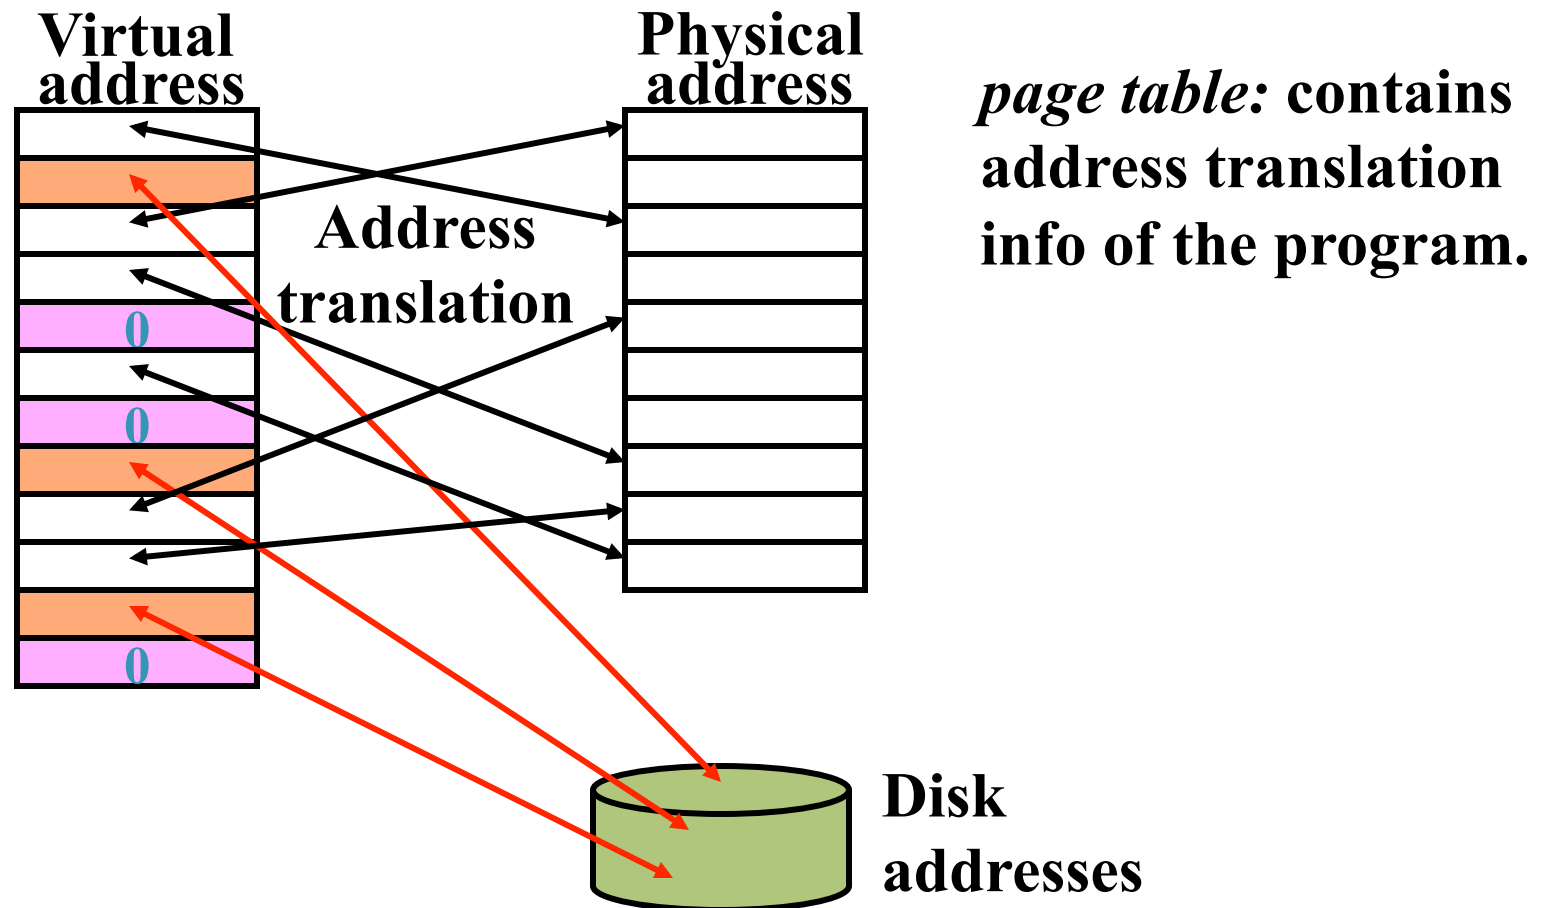 Virtual
address
Physical
address
page table: contains
address translation
info of the program.
Address
translation
0
0
0
Disk
addresses